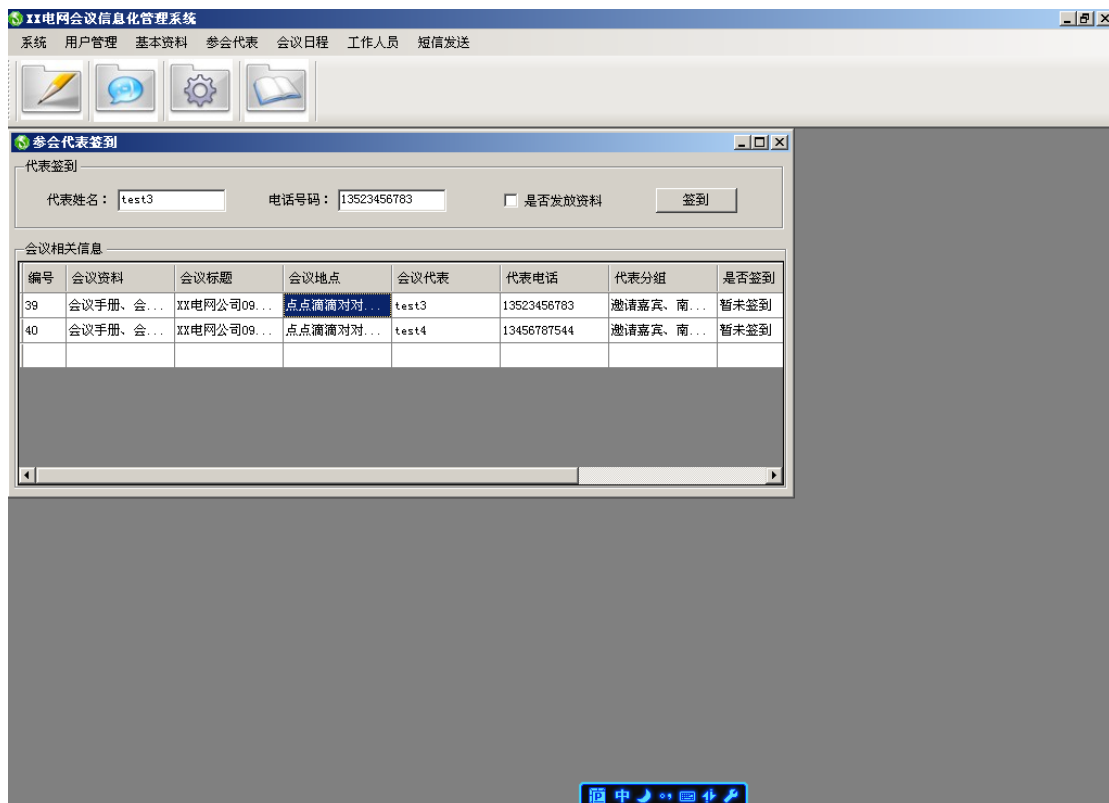 XX电网会议信息化管理系统
系统 用户管理 基本资料 参会代表 会议日程 工作人员 短信发送
参会代表签到
代表签到
代表姓名： test3 电话号码： 13523456783 是否发放资料 签到
会议相关信息
编号 会议资料 会议标题 会议地点 会议代表 代表电话 代表分组 是否签到
39 会议手册、会... XX电网公司09... 点点滴滴对对... test3 13523456783 邀请嘉宾、南... 暂未签到
40 会议手册、会... XX电网公司09... 点点滴滴对对... test4 13456787544 邀请嘉宾、南... 暂未签到
中